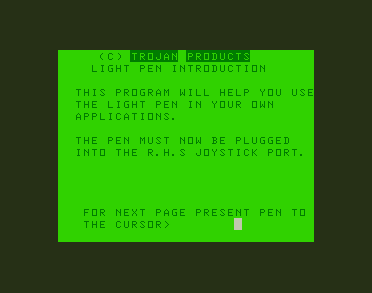 (C) TROJAN PRODUCTS
LIGHT PEN INTRODUCTION
THIS PROGRAM WILL HELP YOU USE
THE LIGHT PEN IN YOUR OWN
APPLICATIONS.
THE PEN MUST NOW BE PLUGGED
INTO THE R.H.S JOYSTICK PORT.
FOR NEXT PAGE PRESENT PEN TO
THE CURSOR>